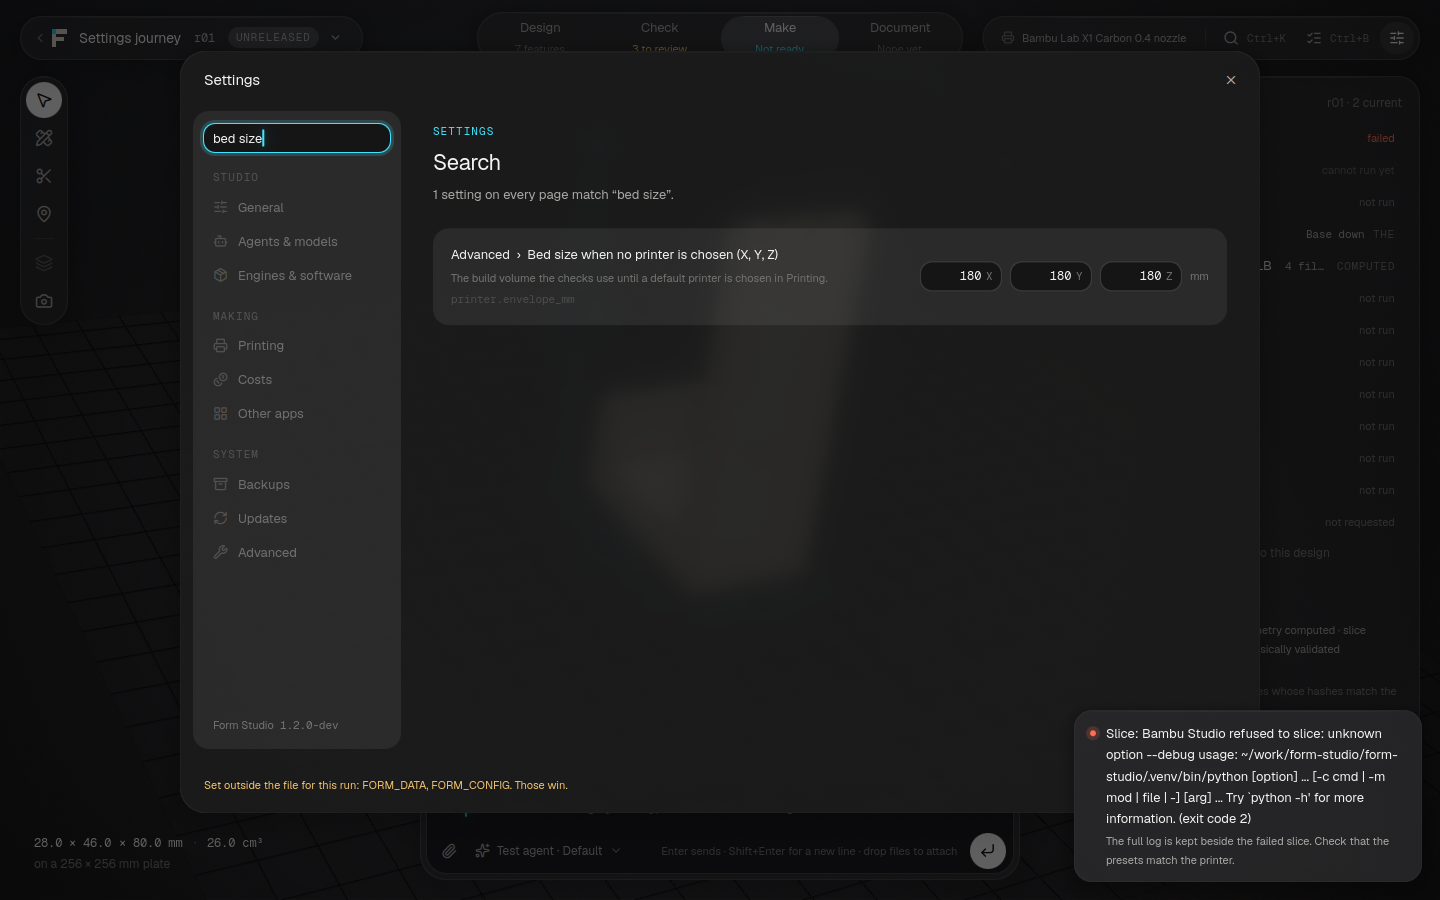 Settings journey r01 UNRELEASED
Design
7 features
Check
3 to review
Make
Not ready
Document
None yet
Bambu Lab X1 Carbon 0.4 nozzle
Ctrl+K
Ctrl+B
Settings
bed size
STUDIO
General
Agents & models
Engines & software
MAKING
Printing
Costs
Other apps
SYSTEM
Backups
Updates
Advanced
Form Studio 1.2.0-dev
SETTINGS
Search
1 setting on every page match “bed size”.
Advanced › Bed size when no printer is chosen (X, Y, Z)
The build volume the checks use until a default printer is chosen in Printing.
printer.envelope_mm
180 X 180 Y 180 Z mm
Set outside the file for this run: FORM_DATA, FORM_CONFIG. Those win.
r01 · 2 current
failed
cannot run yet
not run
Base down THE
LB 4 fil… COMPUTED
not run
not run
not run
not run
not run
not run
not run
not requested
o this design
etry computed · slice
sically validated
es whose hashes match the
Slice: Bambu Studio refused to slice: unknown
option --debug usage: ~/work/form-studio/form-
studio/.venv/bin/python [option] ... [-c cmd | -m
mod | file | -] [arg] ... Try `python -h' for more
information. (exit code 2)
The full log is kept beside the failed slice. Check that the
presets match the printer.
28.0 × 46.0 × 80.0 mm · 26.0 cm³
on a 256 × 256 mm plate
Test agent · Default
Enter sends · Shift+Enter for a new line · drop files to attach